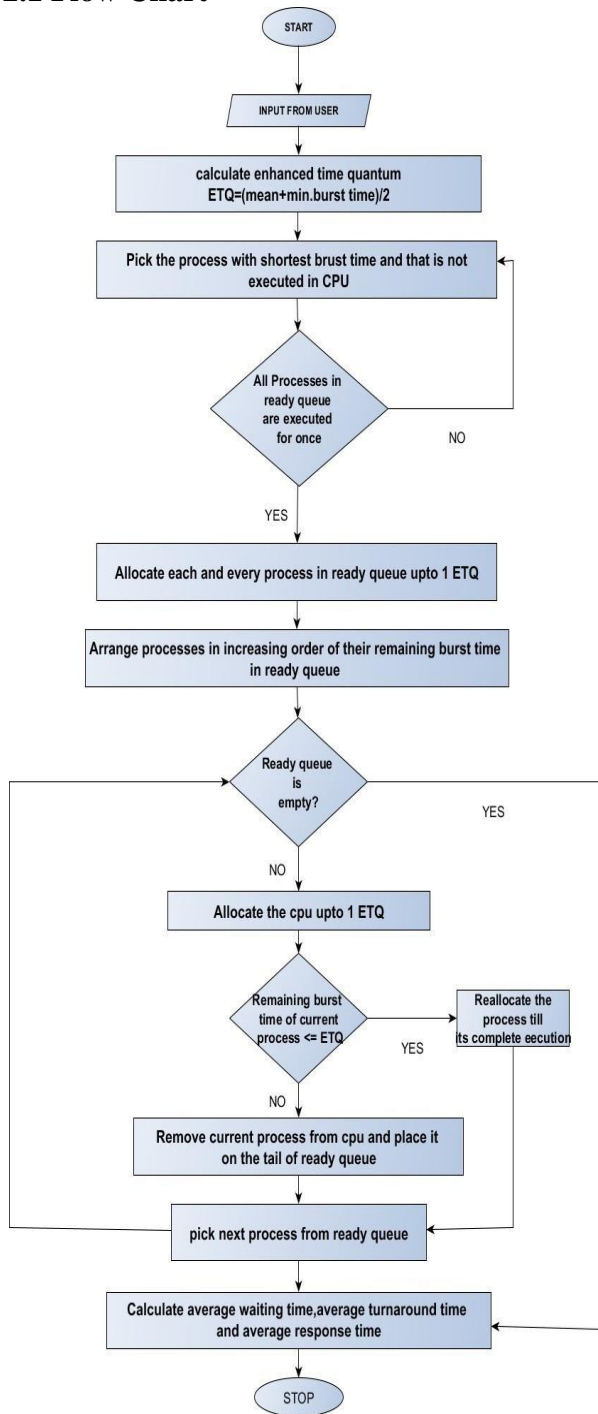 START
INPUT FROM USER
calculate enhanced time quantum
ETQ=(mean+min.burst time)/2
Pick the process with shortest brust time and that is not
executed in CPU
All Processes in
ready queue
are executed
for once
NO
YES
Allocate each and every process in ready queue upto 1 ETQ
Arrange processes in increasing order of their remaining burst time
in ready queue
Ready queue
is
empty?
YES
NO
Allocate the cpu upto 1 ETQ
Remaining burst
time of current
process <= ETQ
YES
Reallocate the
process till
its complete eecution
NO
Remove current process from cpu and place it
on the tail of ready queue
pick next process from ready queue
Calculate average waiting time,average turnaround time
and average response time
STOP